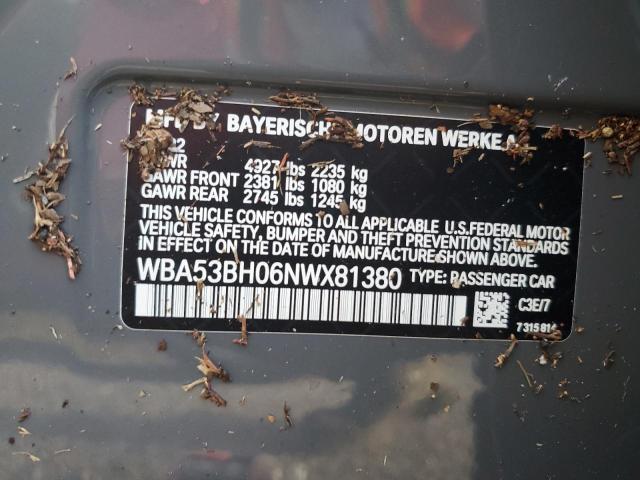 MFD BY BAYERISCHE MOTOREN WERKE
4927 lbs 2235 kg
GAWR FRONT 2381 lbs 1080 kg
GAWR REAR 2745 lbs 1245 kg
THIS VEHICLE CONFORMS TO ALL APPLICABLE U.S.FEDERAL MOTOR
VEHICLE SAFETY, BUMPER, AND THEFT PREVENTION STANDARDS
IN EFFECT ON THE DATE OF MANUFACTURE SHOWN ABOVE.
WBA53BH06NWX81380 TYPE: PASSENGER CAR
C3E/7
7315814